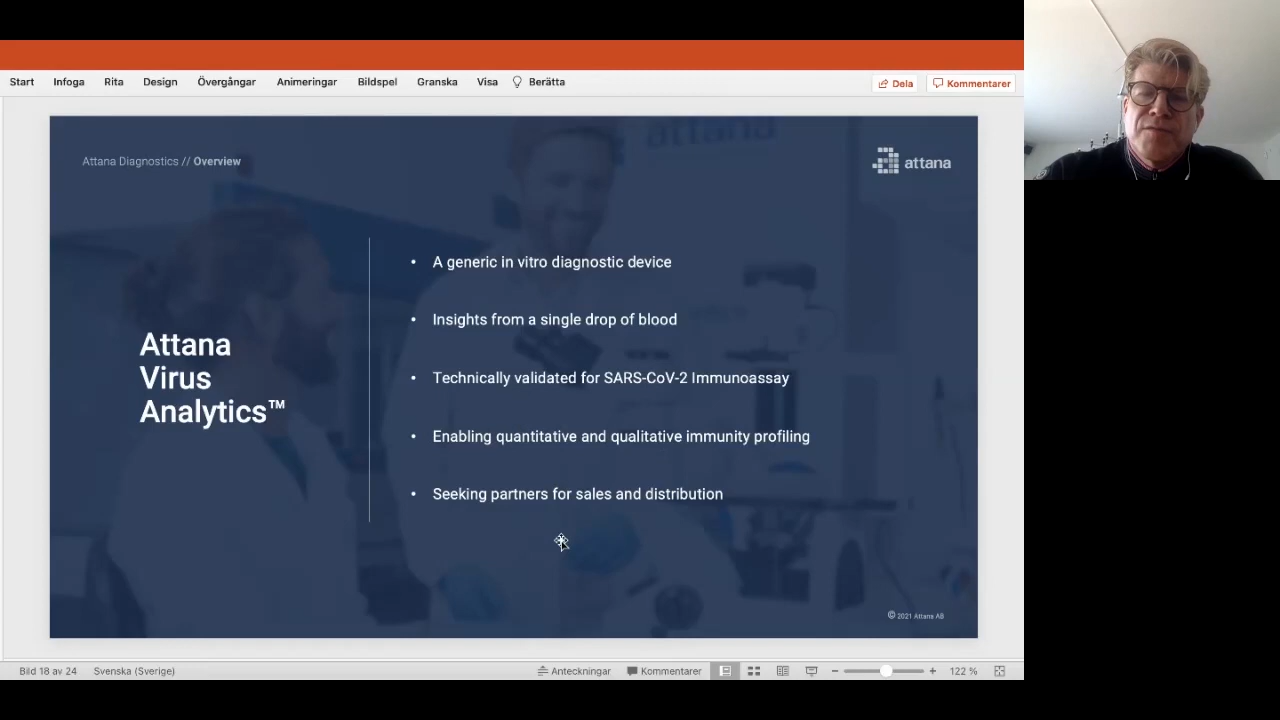 Start Infoga Rita Design Övergångar Animeringar Bildspel Granska Visa Berätta Dela Kommentarer
Attana Diagnostics // Overview
attana
attana
Attana
Virus
Analytics™
• A generic in vitro diagnostic device
• Insights from a single drop of blood
• Technically validated for SARS-CoV-2 Immunoassay
• Enabling quantitative and qualitative immunity profiling
• Seeking partners for sales and distribution
© 2021 Attana AB
Bild 18 av 24 Svenska (Sverige) Anteckningar Kommentarer 122 %